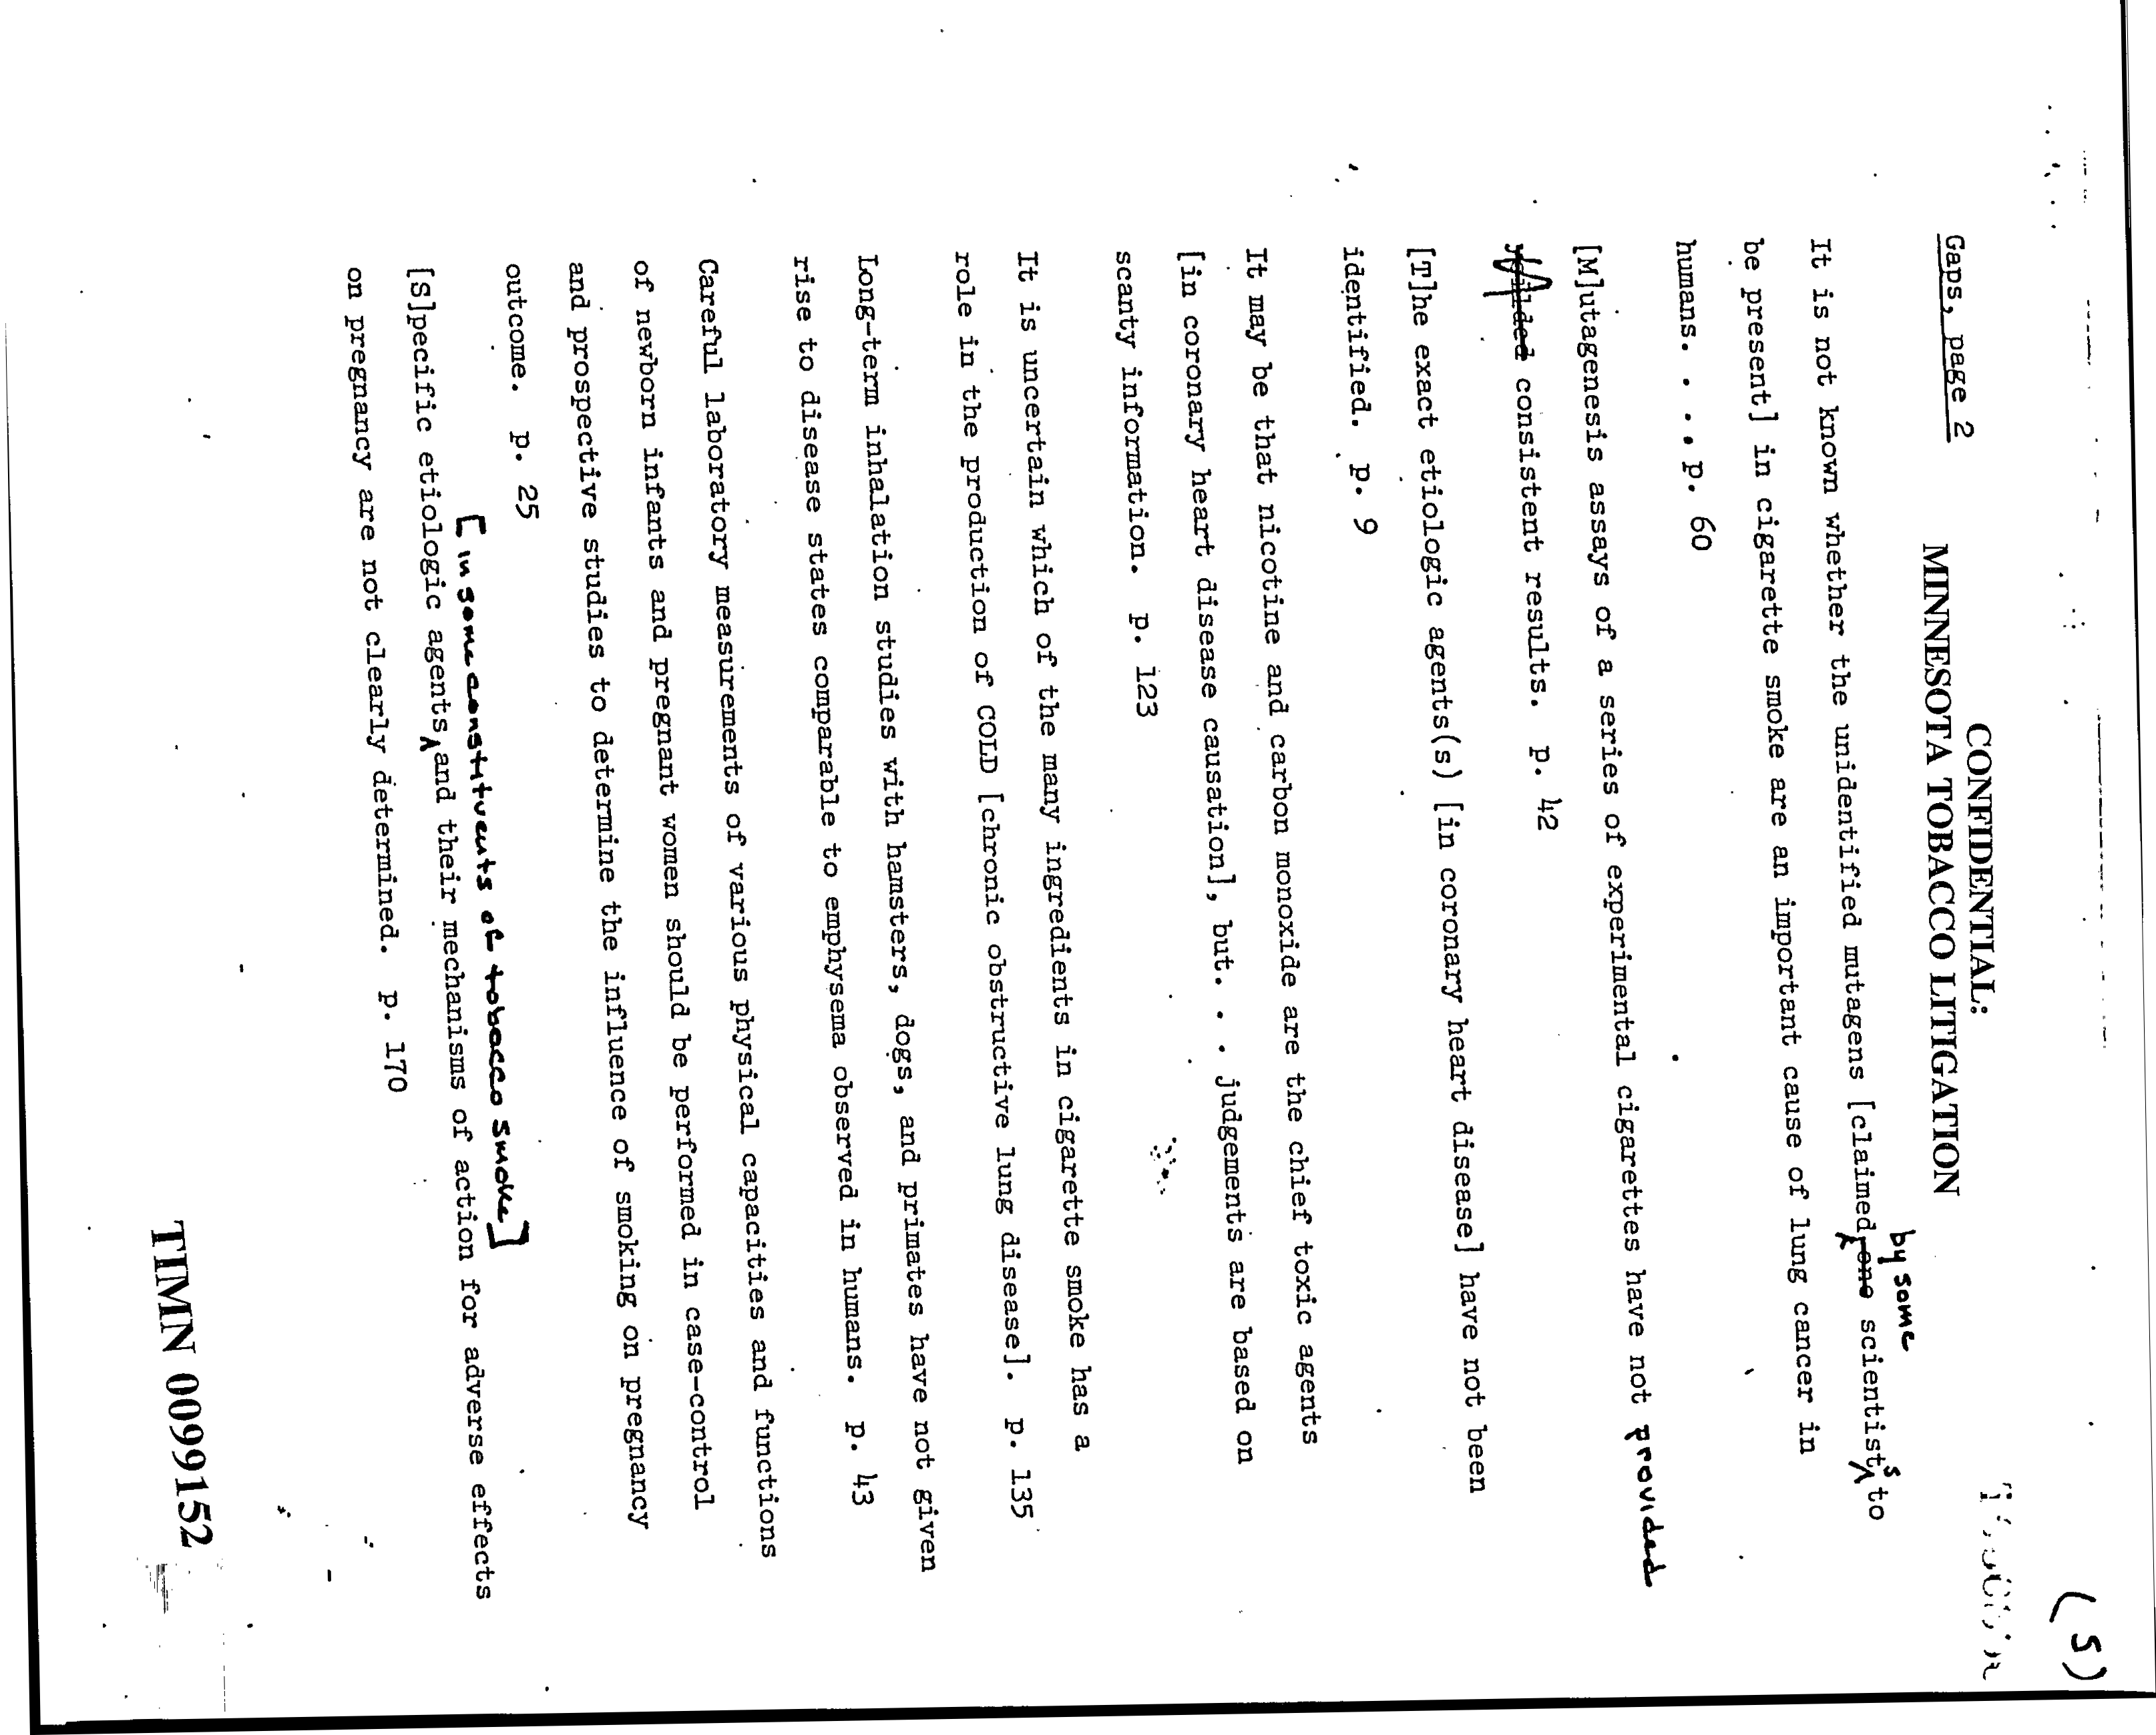 (5)
CONFIDENTIAL:
Gaps, page 2
MINNESOTA TOBACCO LITIGATION
by some
It is not known whether the unidentified mutagens [claimed one scientists to
be present] in cigarette smoke are an important cause of lung cancer in
humans. . . . p. 60
[M]utagenesis assays of a series of experimental cigarettes have not provided
consistent results. p. 42
[T]he exact etiologic agents(s) [in coronary heart disease] have not been
identified. p. 9
It may be that nicotine and carbon monoxide are the chief toxic agents
[in coronary heart disease causation], but. . . judgements are based on
scanty information. p. 123
It is uncertain which of the many ingredients in cigarette smoke has a
role in the production of COLD [chronic obstructive lung disease]. p. 135
Long-term inhalation studies with hamsters, dogs, and primates have not given
rise to disease states comparable to emphysema observed in humans. p. 43
Careful laboratory measurements of various physical capacities and functions
of newborn infants and pregnant women should be performed in case-control
and prospective studies to determine the influence of smoking on pregnancy
outcome. p. 25
[in some constituents of tobacco smoke]
[S]pecific etiologic agents and their mechanisms of action for adverse effects
on pregnancy are not clearly determined. p. 170
TIMN 0099152